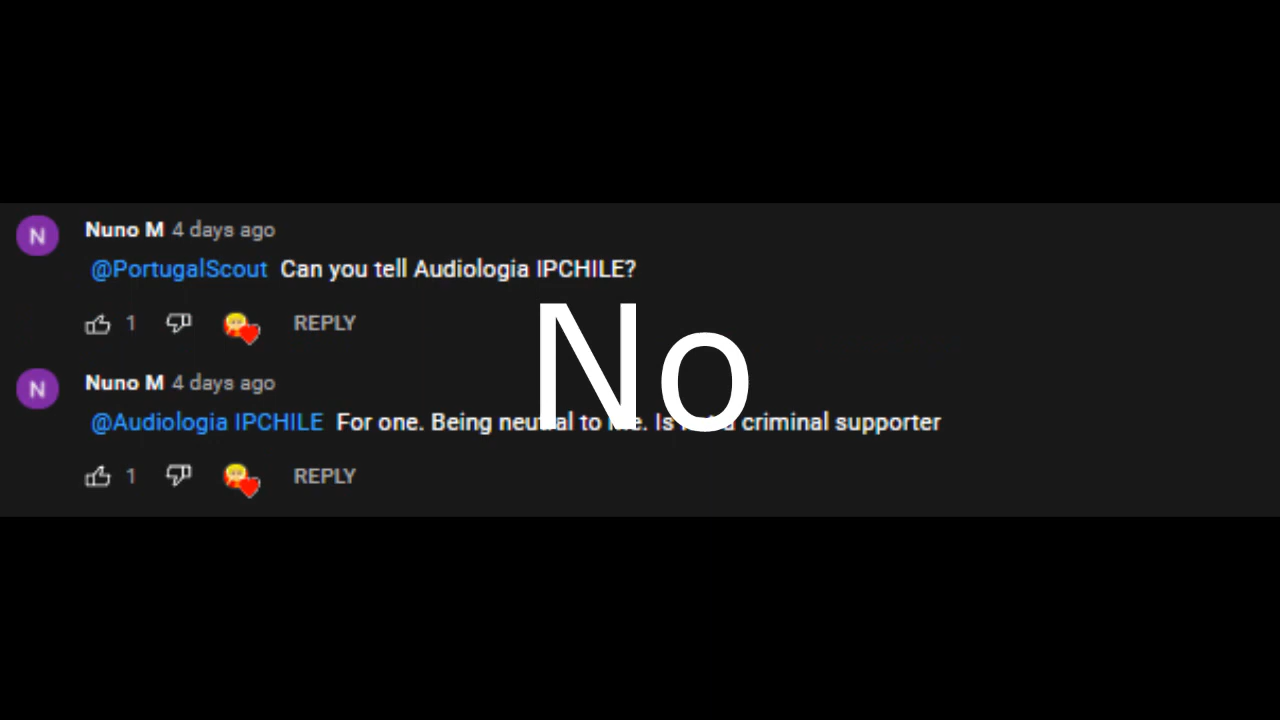 N
Nuno M 4 days ago
@PortugalScout Can you tell Audiologia IPCHILE?
1 REPLY
No
N
Nuno M 4 days ago
@Audiologia IPCHILE For one. Being neutral to me. Is not a criminal supporter
1 REPLY